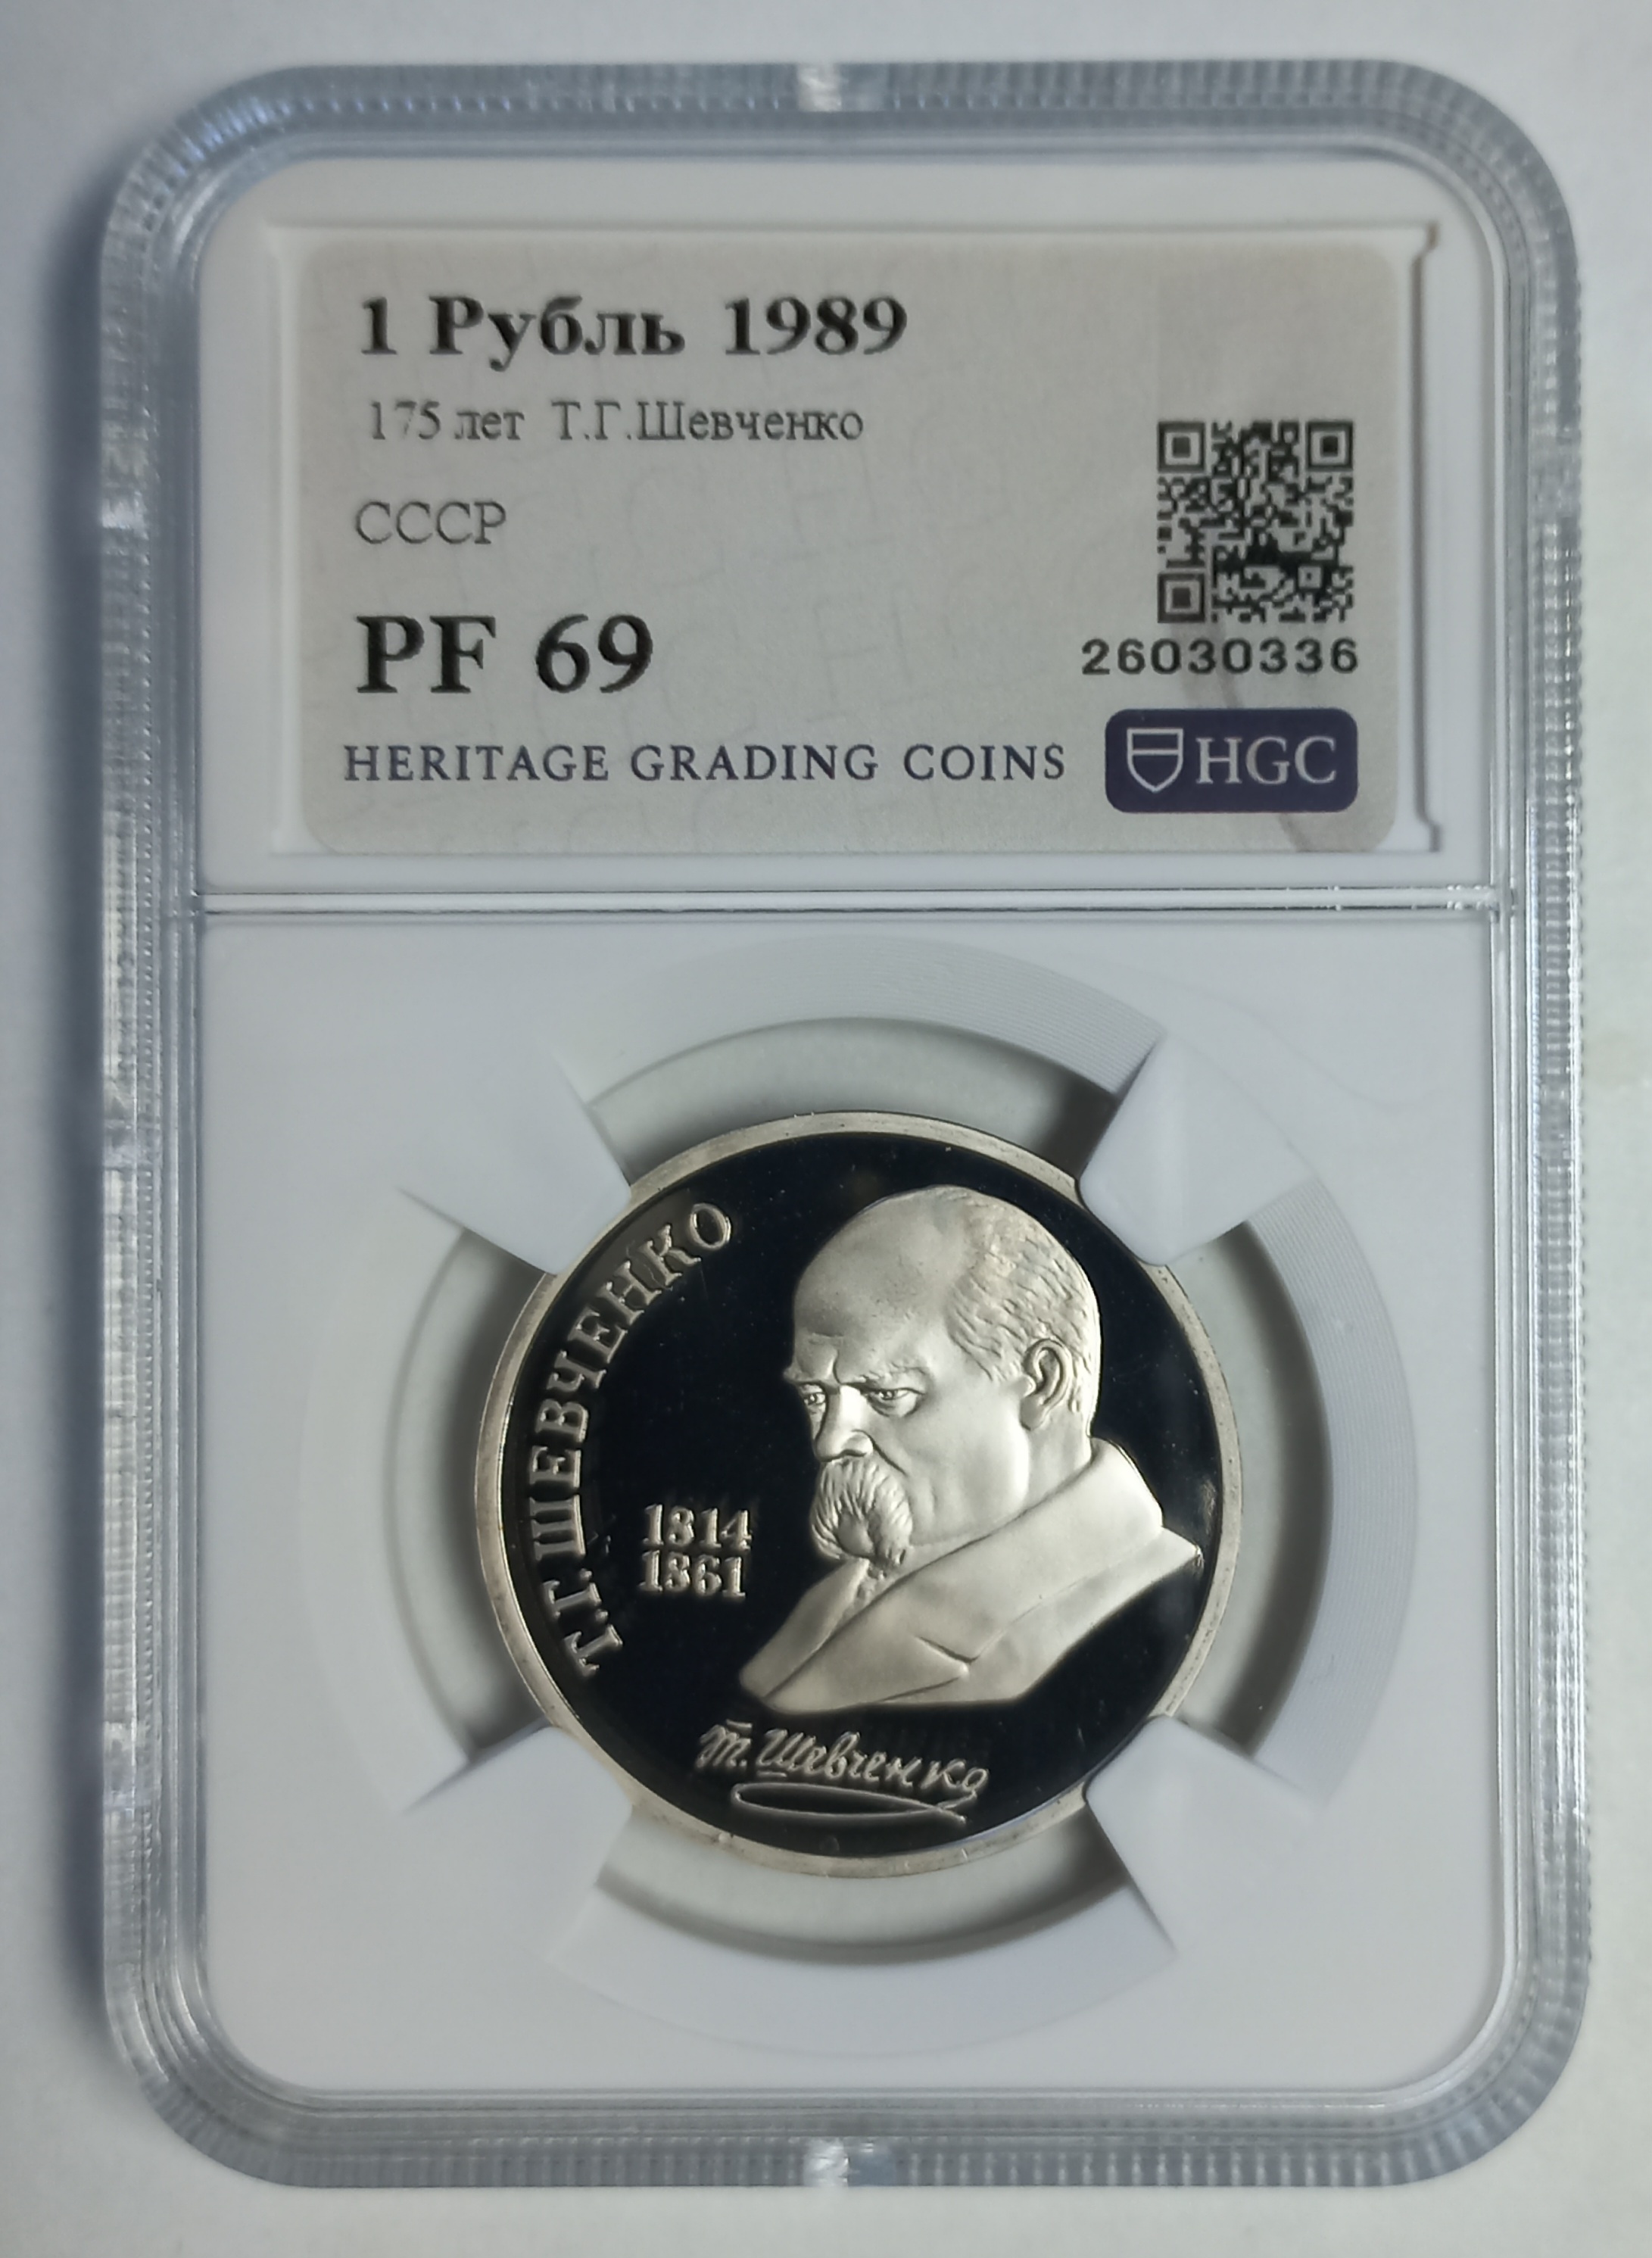 1 Рубль 1989
175 лет Т.Г.Шевченко
СССР
PF 69
26030336
HERITAGE GRADING COINS
HGC
Т.Г.ШЕВЧЕНКО
1814
1861
Т. Шевченко